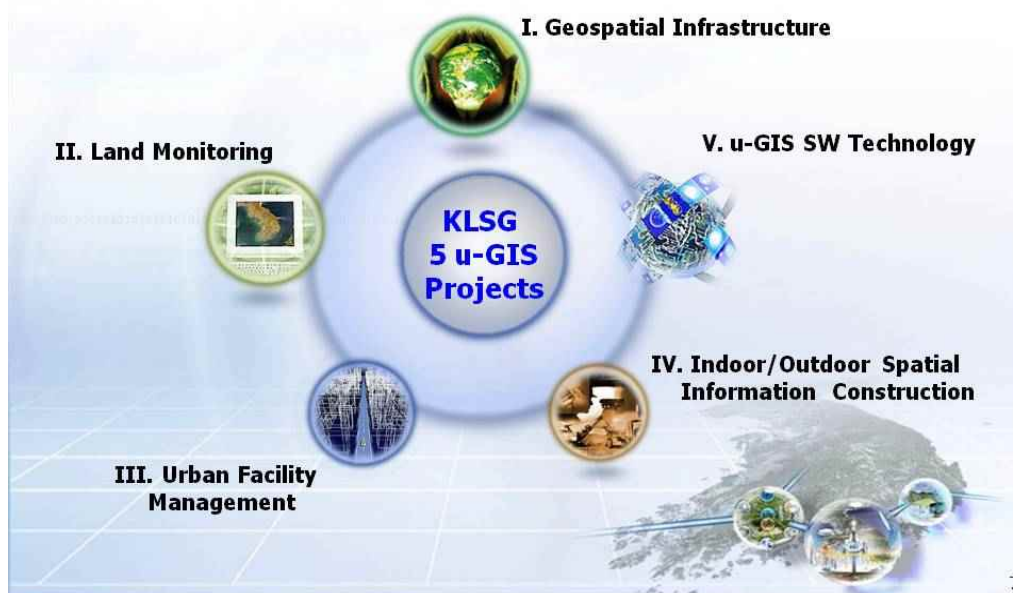 I. Geospatial Infrastructure
II. Land Monitoring
V. u-GIS SW Technology
KLSG
5 u-GIS
Projects
IV. Indoor/Outdoor Spatial
Information Construction
III. Urban Facility
Management